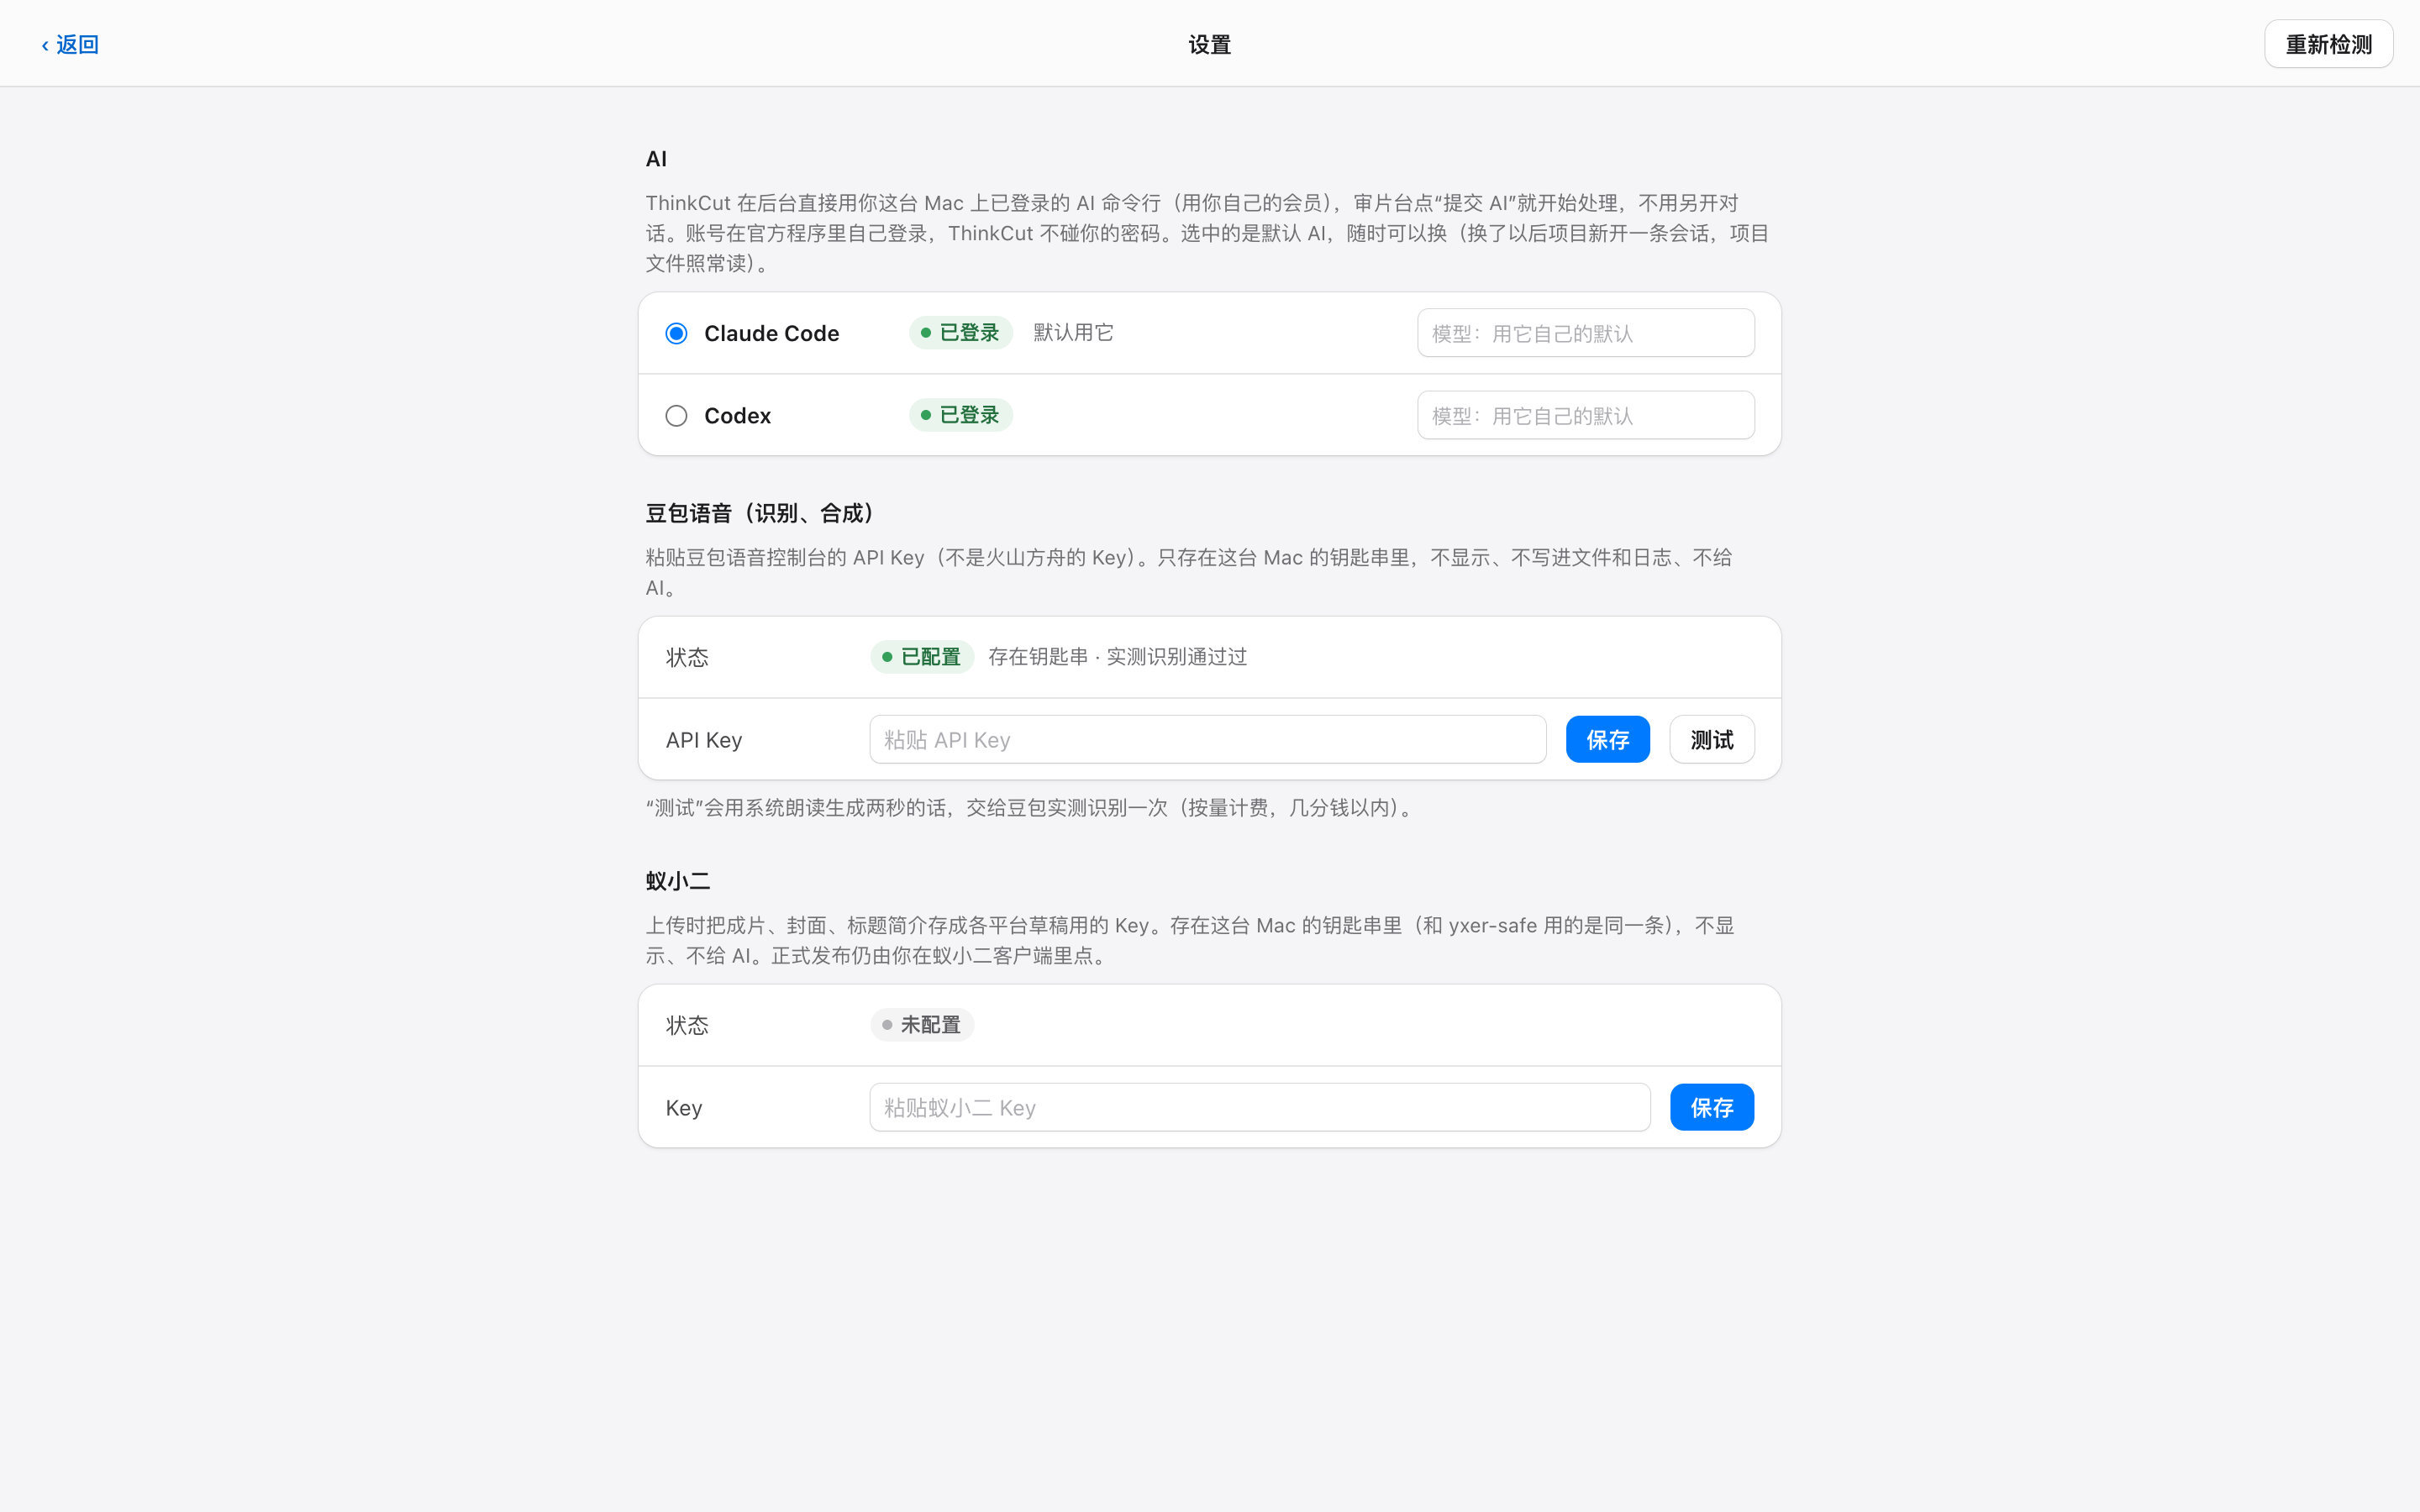 ‹ 返回
设置
重新检测
AI
ThinkCut 在后台直接用你这台 Mac 上已登录的 AI 命令行（用你自己的会员），审片台点“提交 AI”就开始处理，不用另开对
话。账号在官方程序里自己登录，ThinkCut 不碰你的密码。选中的是默认 AI，随时可以换（换了以后项目新开一条会话，项目
文件照常读）。
Claude Code 已登录 默认用它 模型：用它自己的默认
Codex 已登录 模型：用它自己的默认
豆包语音（识别、合成）
粘贴豆包语音控制台的 API Key（不是火山方舟的 Key）。只存在这台 Mac 的钥匙串里，不显示、不写进文件和日志、不给
AI。
状态 已配置 存在钥匙串 · 实测识别通过过
API Key 粘贴 API Key 保存 测试
“测试”会用系统朗读生成两秒的话，交给豆包实测识别一次（按量计费，几分钱以内）。
蚁小二
上传时把成片、封面、标题简介存成各平台草稿用的 Key。存在这台 Mac 的钥匙串里（和 yxer-safe 用的是同一条），不显
示、不给 AI。正式发布仍由你在蚁小二客户端里点。
状态 未配置
Key 粘贴蚁小二 Key 保存